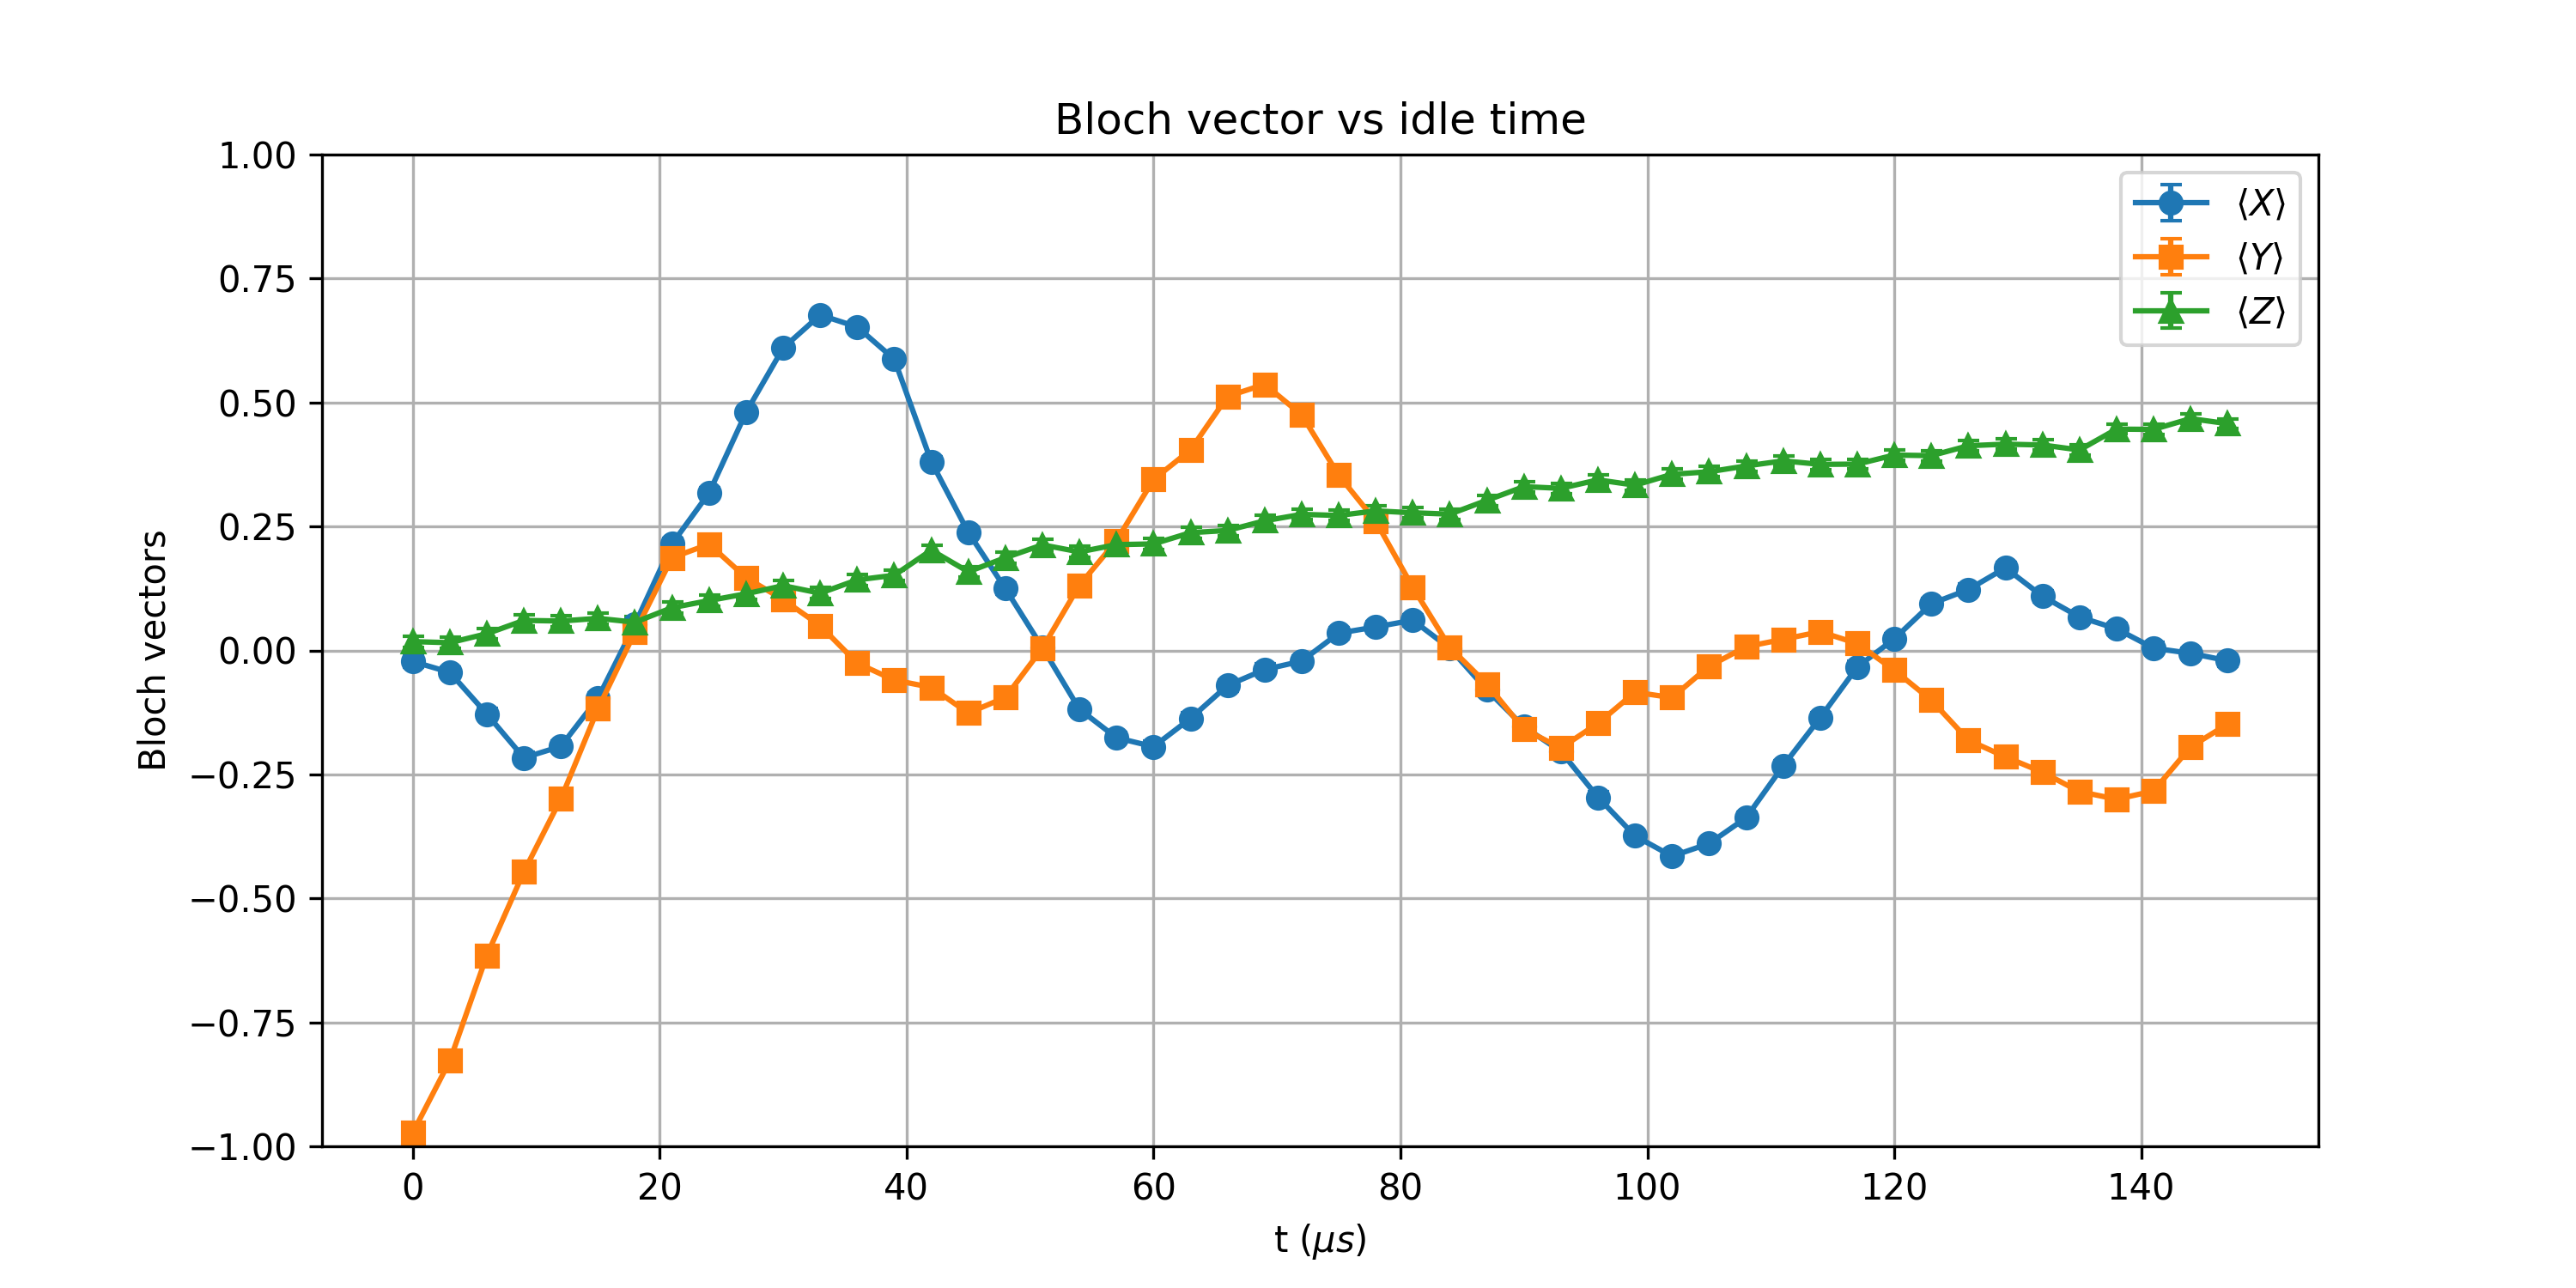 Bloch vector vs idle time
1.00
0.75
0.50
0.25
0.00
−0.25
−0.50
−0.75
−1.00
Bloch vectors
⟨X⟩
⟨Y⟩
⟨Z⟩
0 20 40 60 80 100 120 140
t (μs)